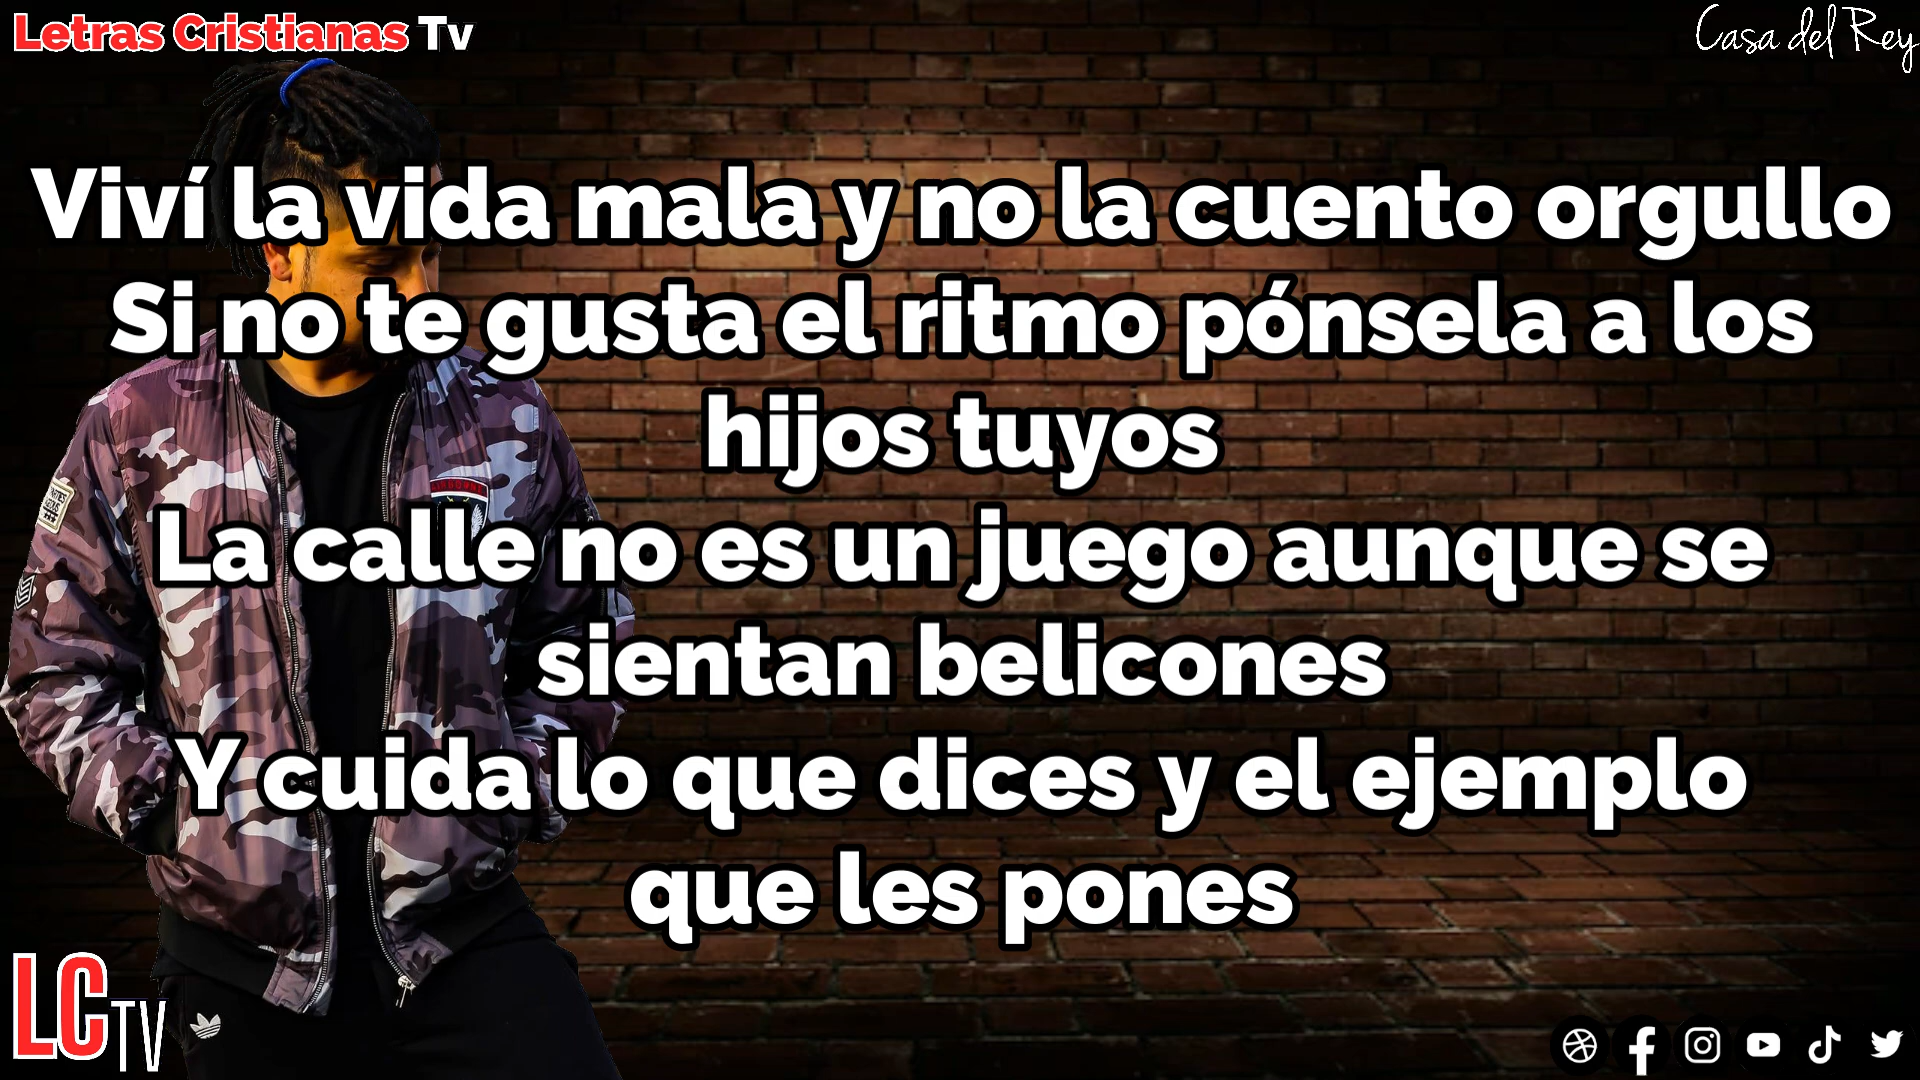 Letras Cristianas Tv
Casa del Rey
Viví la vida mala y no la cuento orgullo
Si no te gusta el ritmo pónsela a los
hijos tuyos
La calle no es un juego aunque se
sientan belicones
Y cuida lo que dices y el ejemplo
que les pones
LC TV